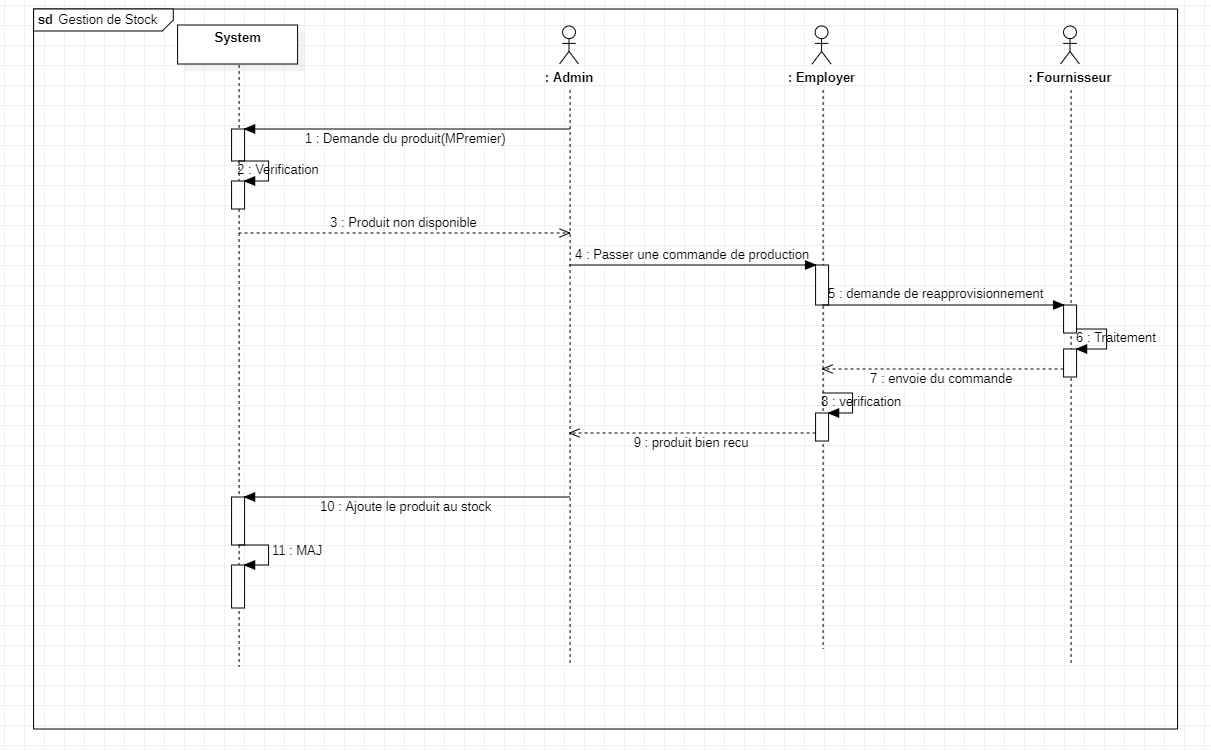 sd Gestion de Stock
System
: Admin
: Employer
: Fournisseur
1 : Demande du produit(MPremier)
2 : Verification
3 : Produit non disponible
4 : Passer une commande de production
5 : demande de reapprovisionnement
6 : Traitement
7 : envoie du commande
8 : verification
9 : produit bien recu
10 : Ajoute le produit au stock
11 : MAJ